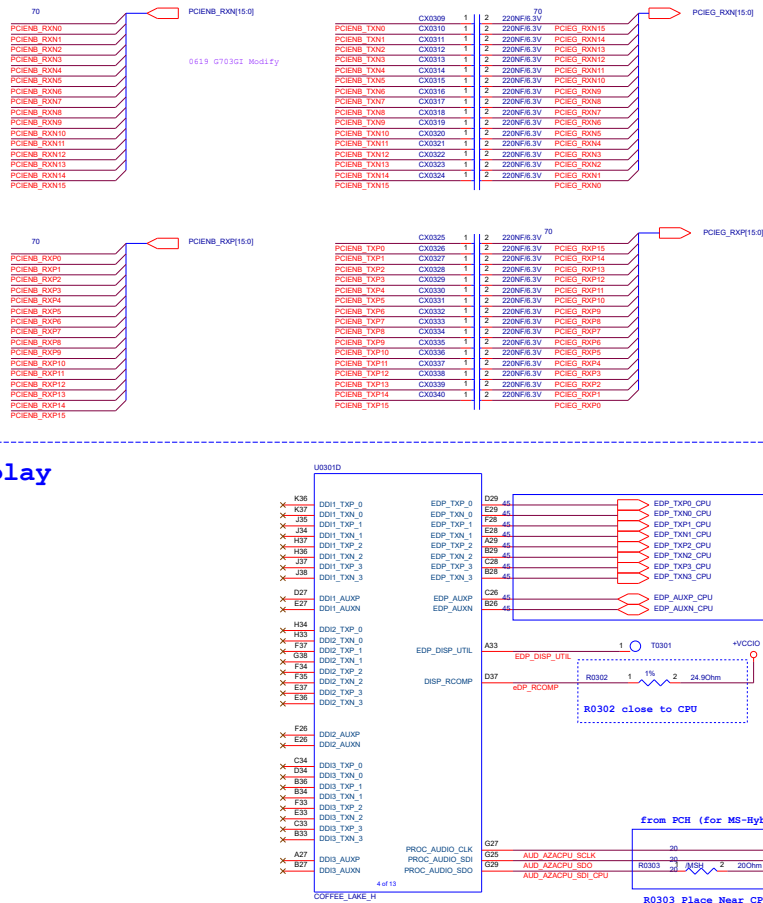 70 PCIENB_RXN[15:0]
PCIENB_RXN0
PCIENB_RXN1
PCIENB_RXN2
PCIENB_RXN3
PCIENB_RXN4
PCIENB_RXN5
PCIENB_RXN6
PCIENB_RXN7
PCIENB_RXN8
PCIENB_RXN9
PCIENB_RXN10
PCIENB_RXN11
PCIENB_RXN12
PCIENB_RXN13
PCIENB_RXN14
PCIENB_RXN15
0619 G703GI Modify
70 PCIEG_RXN[15:0]
CX0309 1 2 220NF/6.3V
PCIENB_TXN0 CX0310 1 2 220NF/6.3V PCIEG_RXN15
PCIENB_TXN1 CX0311 1 2 220NF/6.3V PCIEG_RXN14
PCIENB_TXN2 CX0312 1 2 220NF/6.3V PCIEG_RXN13
PCIENB_TXN3 CX0313 1 2 220NF/6.3V PCIEG_RXN12
PCIENB_TXN4 CX0314 1 2 220NF/6.3V PCIEG_RXN11
PCIENB_TXN5 CX0315 1 2 220NF/6.3V PCIEG_RXN10
PCIENB_TXN6 CX0316 1 2 220NF/6.3V PCIEG_RXN9
PCIENB_TXN7 CX0317 1 2 220NF/6.3V PCIEG_RXN8
PCIENB_TXN8 CX0318 1 2 220NF/6.3V PCIEG_RXN7
PCIENB_TXN9 CX0319 1 2 220NF/6.3V PCIEG_RXN6
PCIENB_TXN10 CX0320 1 2 220NF/6.3V PCIEG_RXN5
PCIENB_TXN11 CX0321 1 2 220NF/6.3V PCIEG_RXN4
PCIENB_TXN12 CX0322 1 2 220NF/6.3V PCIEG_RXN3
PCIENB_TXN13 CX0323 1 2 220NF/6.3V PCIEG_RXN2
PCIENB_TXN14 CX0324 1 2 220NF/6.3V PCIEG_RXN1
PCIENB_TXN15 PCIEG_RXN0
70 PCIENB_RXP[15:0]
PCIENB_RXP0
PCIENB_RXP1
PCIENB_RXP2
PCIENB_RXP3
PCIENB_RXP4
PCIENB_RXP5
PCIENB_RXP6
PCIENB_RXP7
PCIENB_RXP8
PCIENB_RXP9
PCIENB_RXP10
PCIENB_RXP11
PCIENB_RXP12
PCIENB_RXP13
PCIENB_RXP14
PCIENB_RXP15
70 PCIEG_RXP[15:0]
CX0325 1 2 220NF/6.3V
PCIENB_TXP0 CX0326 1 2 220NF/6.3V PCIEG_RXP15
PCIENB_TXP1 CX0327 1 2 220NF/6.3V PCIEG_RXP14
PCIENB_TXP2 CX0328 1 2 220NF/6.3V PCIEG_RXP13
PCIENB_TXP3 CX0329 1 2 220NF/6.3V PCIEG_RXP12
PCIENB_TXP4 CX0330 1 2 220NF/6.3V PCIEG_RXP11
PCIENB_TXP5 CX0331 1 2 220NF/6.3V PCIEG_RXP10
PCIENB_TXP6 CX0332 1 2 220NF/6.3V PCIEG_RXP9
PCIENB_TXP7 CX0333 1 2 220NF/6.3V PCIEG_RXP8
PCIENB_TXP8 CX0334 1 2 220NF/6.3V PCIEG_RXP7
PCIENB_TXP9 CX0335 1 2 220NF/6.3V PCIEG_RXP6
PCIENB_TXP10 CX0336 1 2 220NF/6.3V PCIEG_RXP5
PCIENB_TXP11 CX0337 1 2 220NF/6.3V PCIEG_RXP4
PCIENB_TXP12 CX0338 1 2 220NF/6.3V PCIEG_RXP3
PCIENB_TXP13 CX0339 1 2 220NF/6.3V PCIEG_RXP2
PCIENB_TXP14 CX0340 1 2 220NF/6.3V PCIEG_RXP1
PCIENB_TXP15 PCIEG_RXP0
olay
U0301D
K36 DDI1_TXP_0 EDP_TXP_0 D29 45 EDP_TXP0_CPU
K37 DDI1_TXN_0 EDP_TXN_0 E29 45 EDP_TXN0_CPU
J35 DDI1_TXP_1 EDP_TXP_1 F28 45 EDP_TXP1_CPU
J34 DDI1_TXN_1 EDP_TXN_1 E28 45 EDP_TXN1_CPU
H37 DDI1_TXP_2 EDP_TXP_2 A29 45 EDP_TXP2_CPU
H36 DDI1_TXN_2 EDP_TXN_2 B29 45 EDP_TXN2_CPU
J37 DDI1_TXP_3 EDP_TXP_3 C28 45 EDP_TXP3_CPU
J38 DDI1_TXN_3 EDP_TXN_3 B28 45 EDP_TXN3_CPU
D27 DDI1_AUXP EDP_AUXP C26 45 EDP_AUXP_CPU
E27 DDI1_AUXN EDP_AUXN B26 45 EDP_AUXN_CPU
H34 DDI2_TXP_0
H33 DDI2_TXN_0
F37 DDI2_TXP_1 EDP_DISP_UTIL A33 EDP_DISP_UTIL 1 T0301 +VCCIO
G38 DDI2_TXN_1
F34 DDI2_TXP_2
F35 DDI2_TXN_2 DISP_RCOMP D37 eDP_RCOMP R0302 1 1% 2 24.9Ohm
E37 DDI2_TXP_3
E36 DDI2_TXN_3
R0302 close to CPU
F26 DDI2_AUXP
E26 DDI2_AUXN
C34 DDI3_TXP_0
D34 DDI3_TXN_0
B36 DDI3_TXP_1
B34 DDI3_TXN_1
F33 DDI3_TXP_2
E33 DDI3_TXN_2
C33 DDI3_TXP_3
B33 DDI3_TXN_3
from PCH (for MS-Hyb
PROC_AUDIO_CLK G27 AUD_AZACPU_SCLK 20
A27 DDI3_AUXP PROC_AUDIO_SDI G25 AUD_AZACPU_SDO 20
B27 DDI3_AUXN PROC_AUDIO_SDO G29 AUD_AZACPU_SDI_CPU 20 R0303 1 /MSH 2 20Ohm
4 of 13
COFFEE_LAKE_H
R0303 Place Near CP